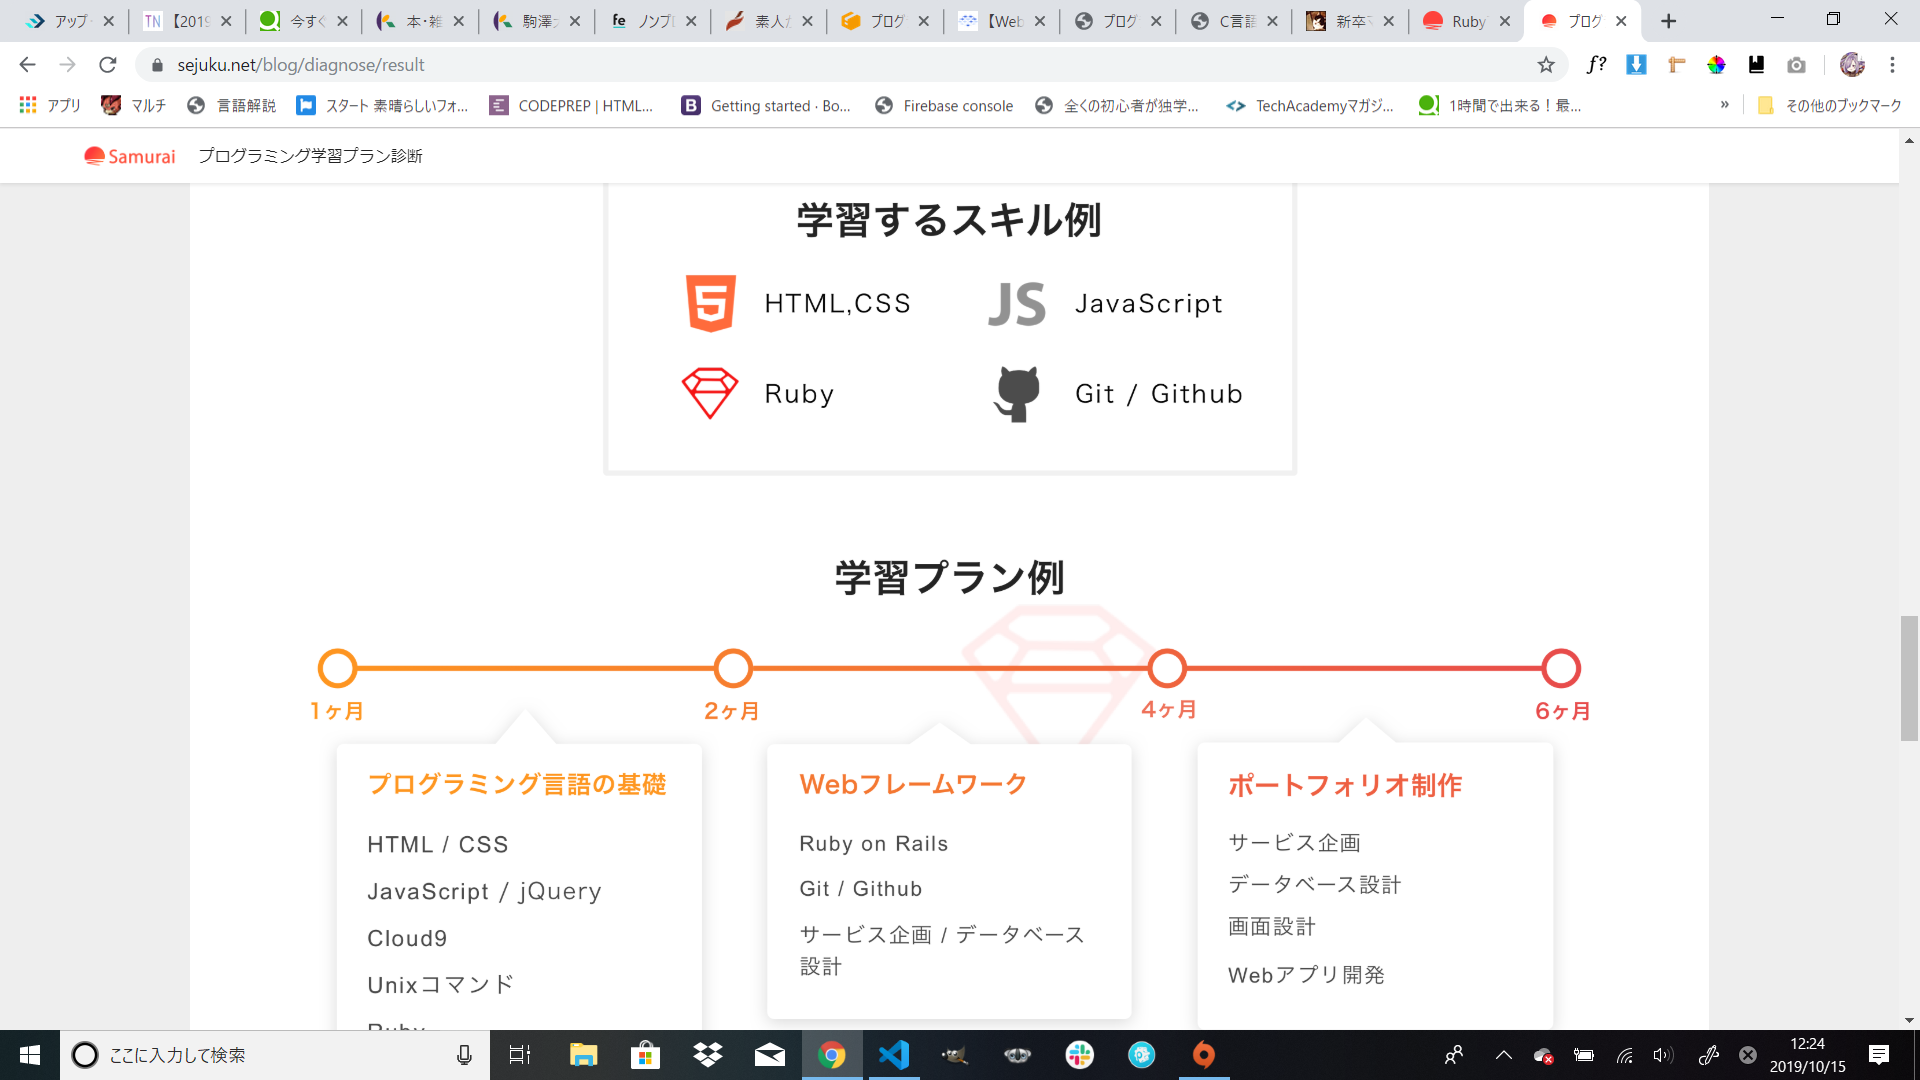 アップ
【2019
今すぐ
本・雑
駒澤大
ノンプロ
素人が
プログ
【Web
プログ
C言語
新卒で
Ruby
プログ
sejuku.net/blog/diagnose/result
アプリ
マルチ
言語解説
スタート 素晴らしいフォ...
CODEPREP | HTML...
Getting started · Bo...
Firebase console
全くの初心者が独学...
TechAcademyマガジ...
1時間で出来る！最...
»
その他のブックマーク
Samurai プログラミング学習プラン診断
学習するスキル例
HTML,CSS
JS JavaScript
Ruby
Git / Github
学習プラン例
1ヶ月
2ヶ月
4ヶ月
6ヶ月
プログラミング言語の基礎
HTML / CSS
JavaScript / jQuery
Cloud9
Unixコマンド
Ruby
Webフレームワーク
Ruby on Rails
Git / Github
サービス企画 / データベース
設計
ポートフォリオ制作
サービス企画
データベース設計
画面設計
Webアプリ開発
ここに入力して検索
12:24
2019/10/15